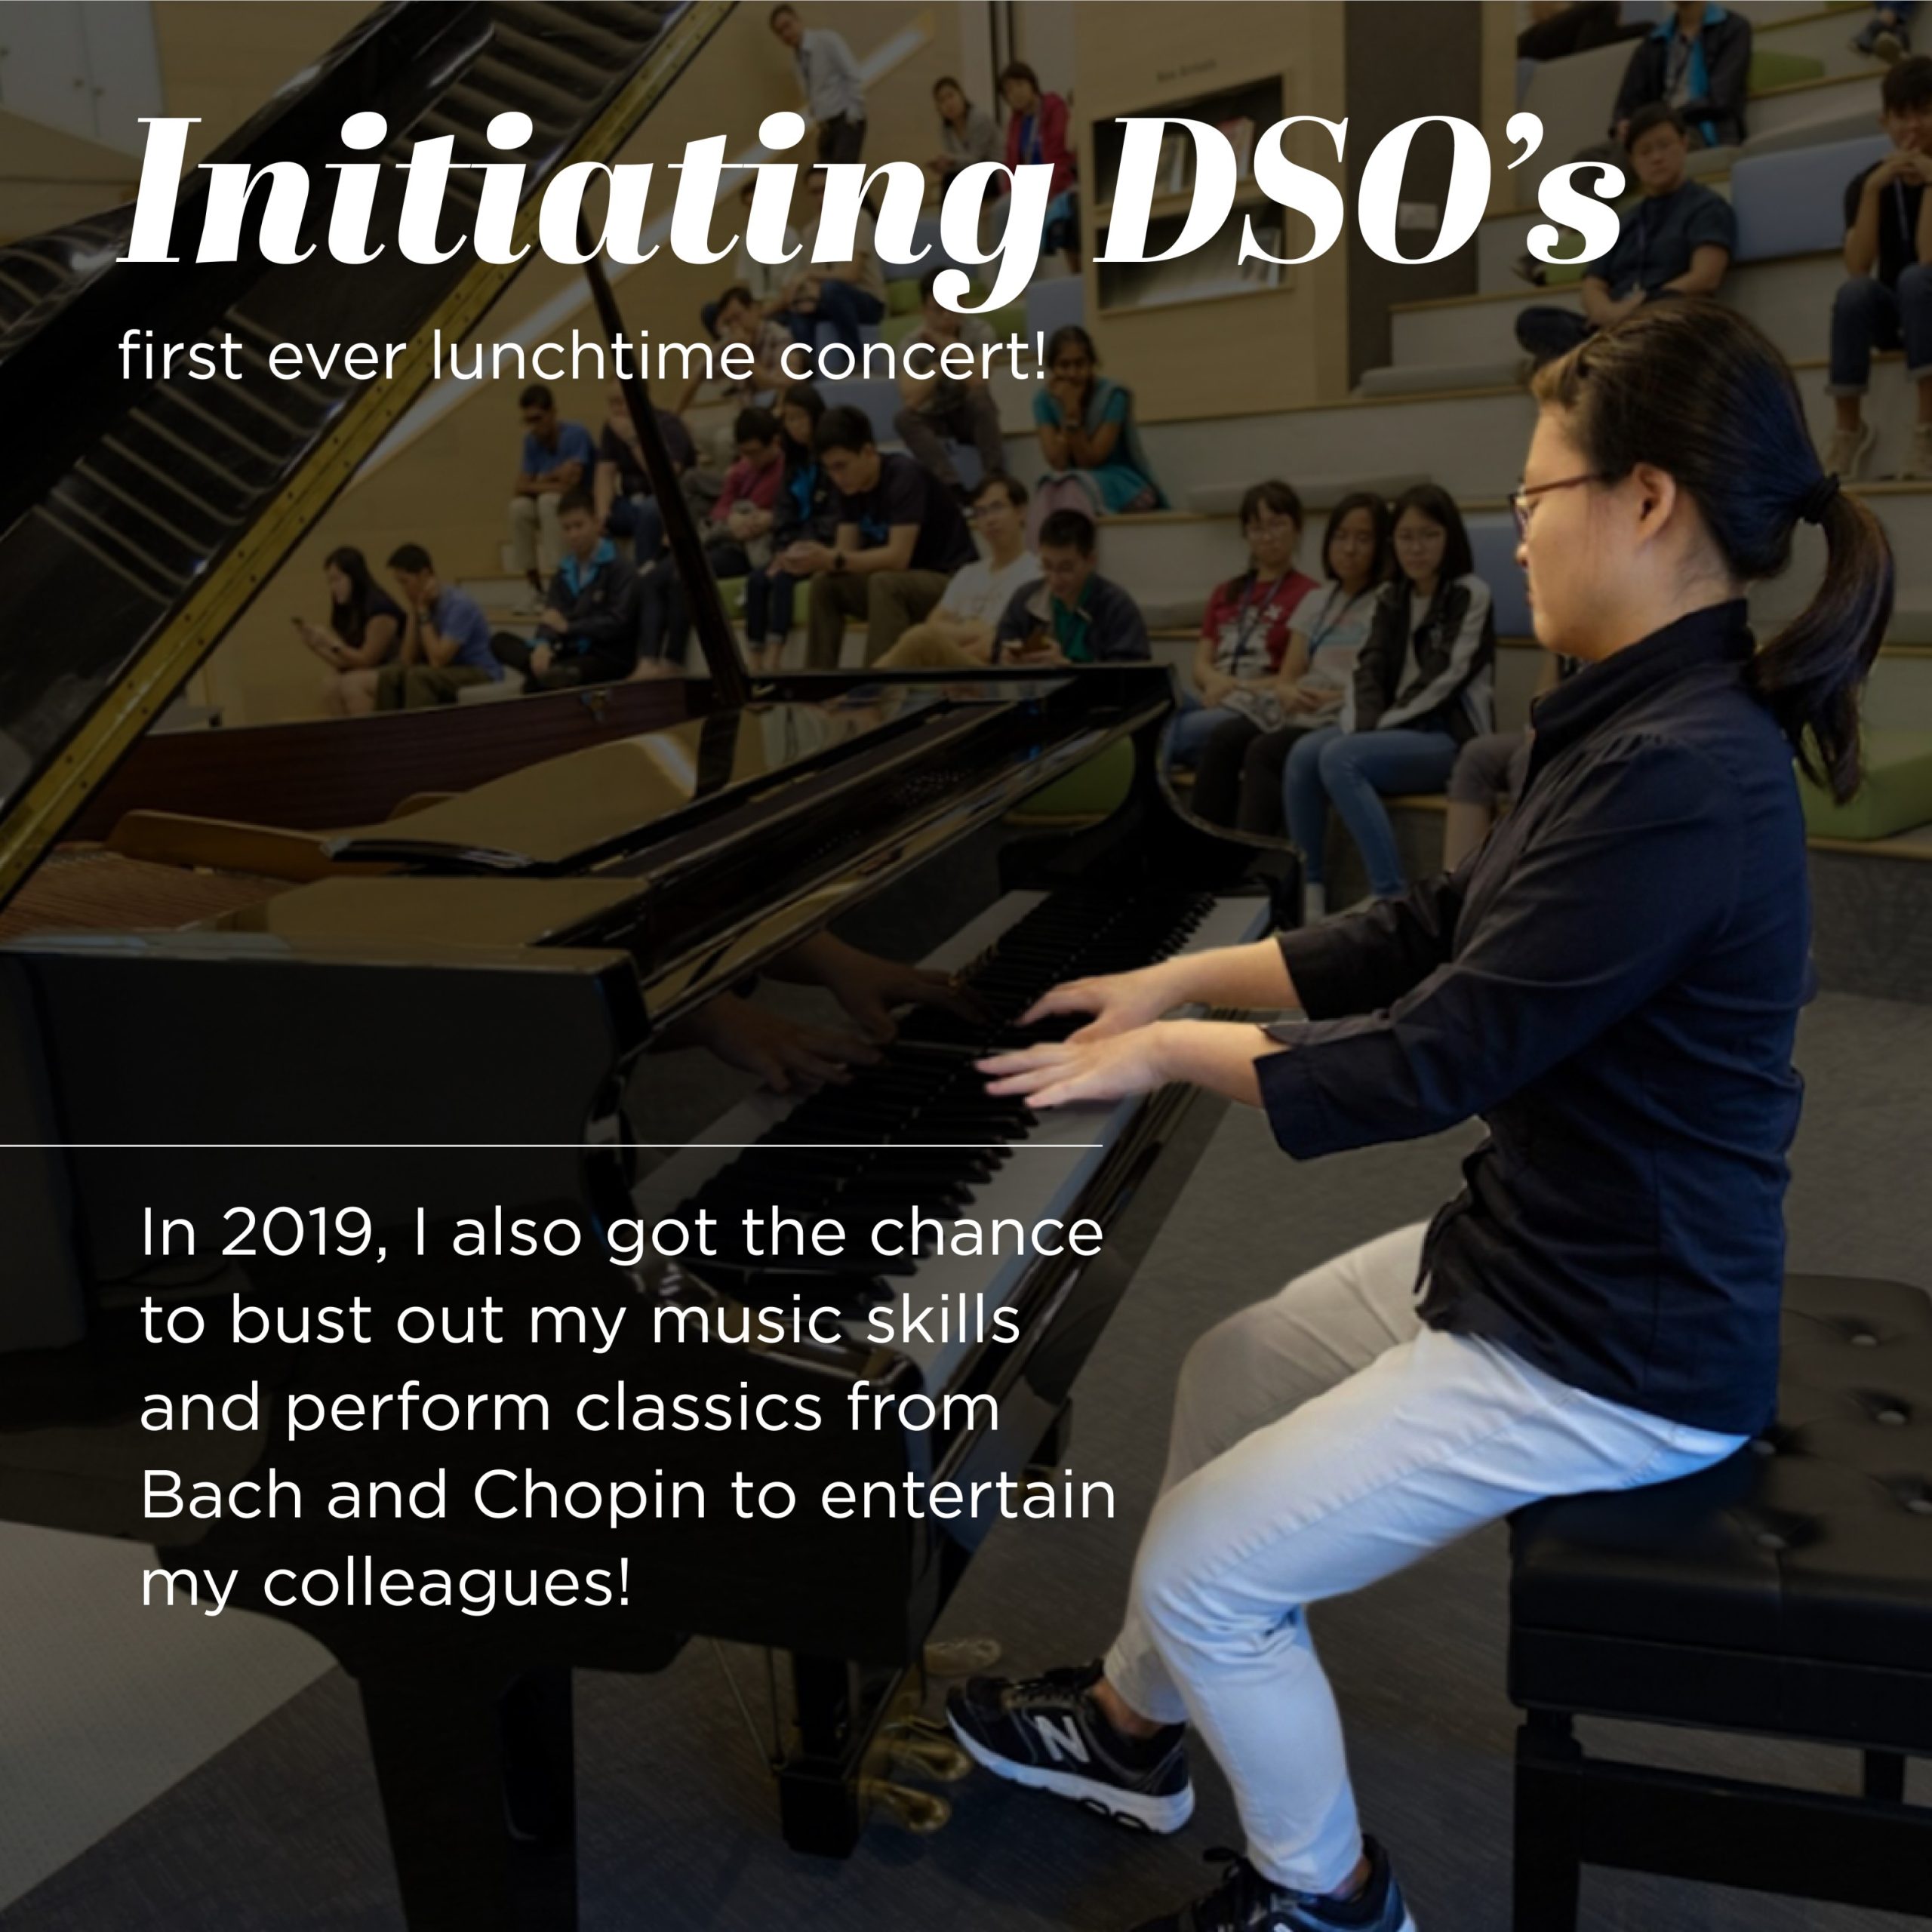 Initiating DSO’s
first ever lunchtime concert!
In 2019, I also got the chance
to bust out my music skills
and perform classics from
Bach and Chopin to entertain
my colleagues!
N